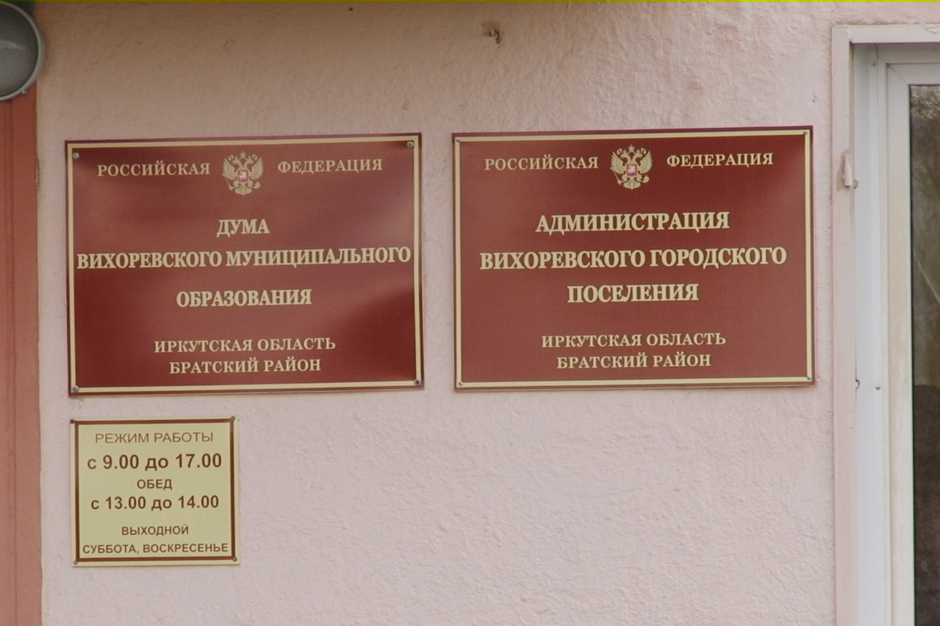 РОССИЙСКАЯ ФЕДЕРАЦИЯ
ДУМА
ВИХОРЕВСКОГО МУНИЦИПАЛЬНОГО
ОБРАЗОВАНИЯ
ИРКУТСКАЯ ОБЛАСТЬ
БРАТСКИЙ РАЙОН
РОССИЙСКАЯ ФЕДЕРАЦИЯ
АДМИНИСТРАЦИЯ
ВИХОРЕВСКОГО ГОРОДСКОГО
ПОСЕЛЕНИЯ
ИРКУТСКАЯ ОБЛАСТЬ
БРАТСКИЙ РАЙОН
РЕЖИМ РАБОТЫ
с 9.00 до 17.00
ОБЕД
с 13.00 до 14.00
ВЫХОДНОЙ
СУББОТА, ВОСКРЕСЕНЬЕ